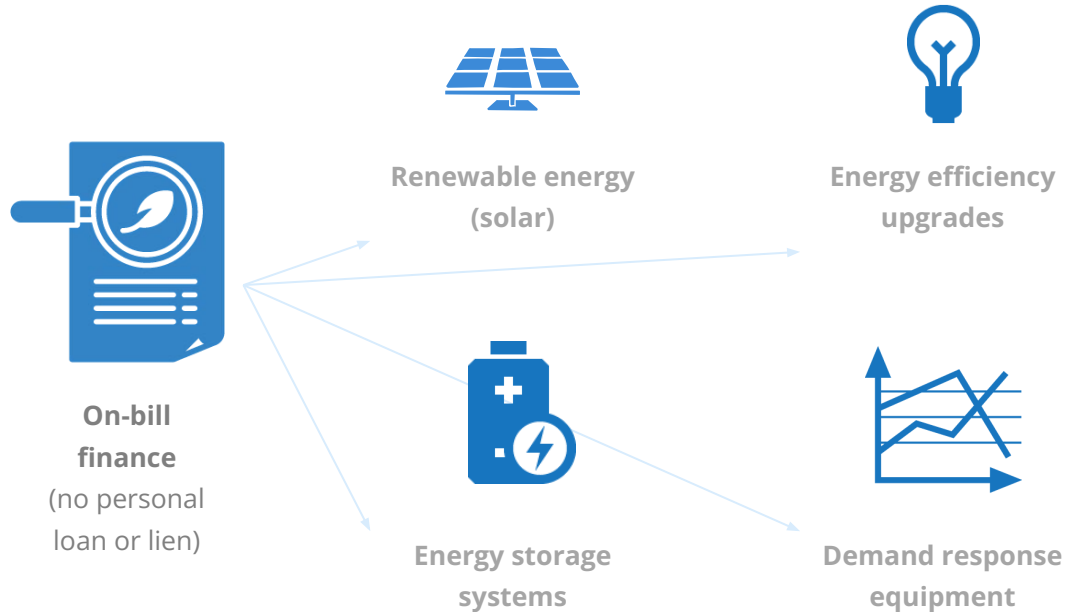 Renewable energy
(solar)
Energy efficiency
upgrades
On-bill
finance
(no personal
loan or lien)
Energy storage
systems
Demand response
equipment